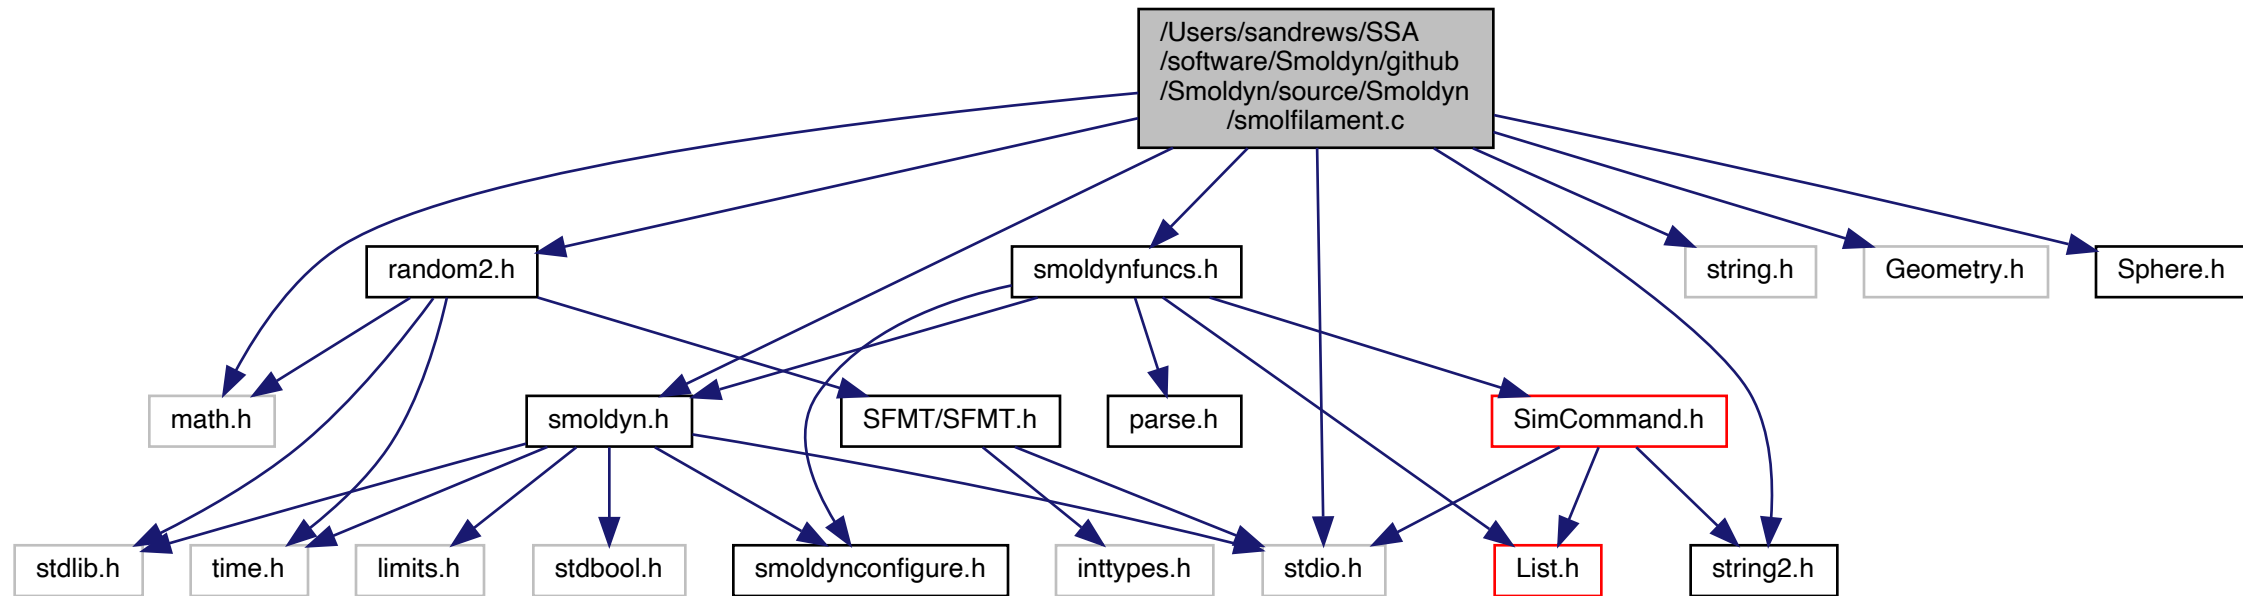 /Users/sandrews/SSA
/software/Smoldyn/github
/Smoldyn/source/Smoldyn
/smolfilament.c
random2.h
smoldynfuncs.h
string.h
Geometry.h
Sphere.h
math.h
smoldyn.h
SFMT/SFMT.h
parse.h
SimCommand.h
stdlib.h
time.h
limits.h
stdbool.h
smoldynconfigure.h
inttypes.h
stdio.h
List.h
string2.h